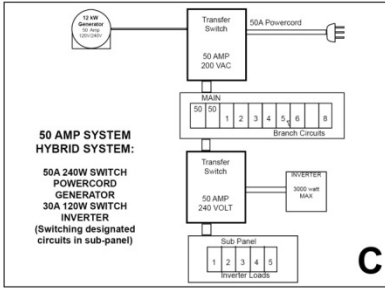 12 kW
Generator
50 Amp
120V/240V
Transfer
Switch
50 AMP
200 VAC
50A Powercord
MAIN
50 50 1 2 3 4 5 6 8
Branch Circuits
50 AMP SYSTEM
HYBRID SYSTEM:
50A 240W SWITCH
POWERCORD
GENERATOR
30A 120W SWITCH
INVERTER
(Switching designated
circuits in sub-panel)
Transfer
Switch
50 AMP
240 VOLT
INVERTER
3000 watt
MAX
Sub Panel
1 2 3 4 5
Inverter Loads
C